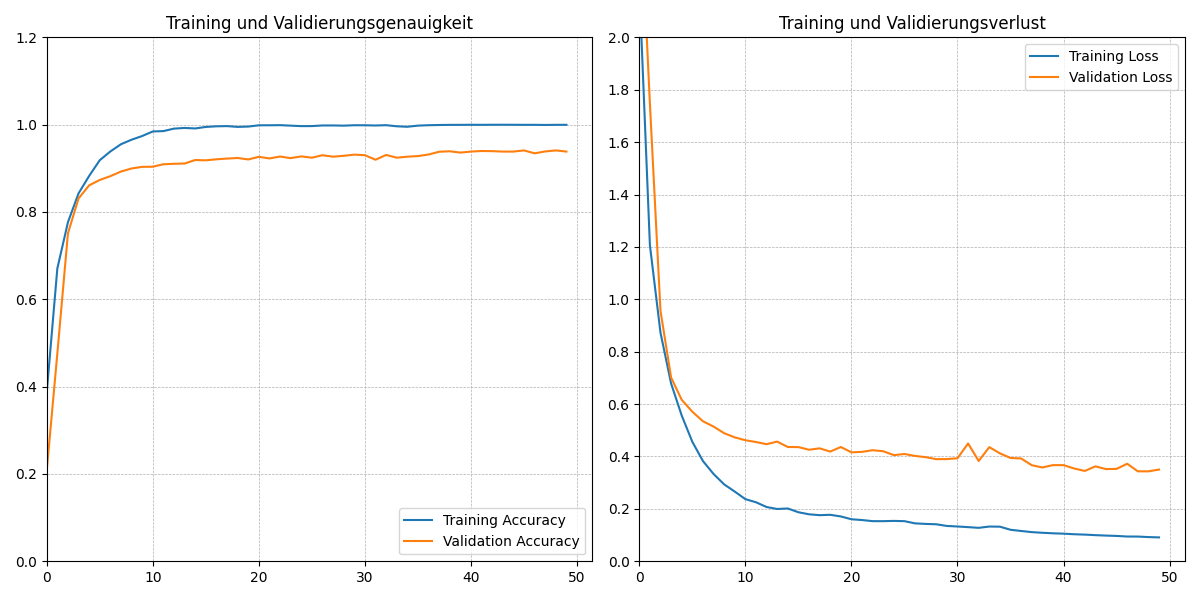 Training und Validierungsgenauigkeit
1.2
1.0
0.8
0.6
0.4
0.2
0.0
0 10 20 30 40 50
Training Accuracy
Validation Accuracy
Training und Validierungsverlust
2.0
1.8
1.6
1.4
1.2
1.0
0.8
0.6
0.4
0.2
0.0
0 10 20 30 40 50
Training Loss
Validation Loss